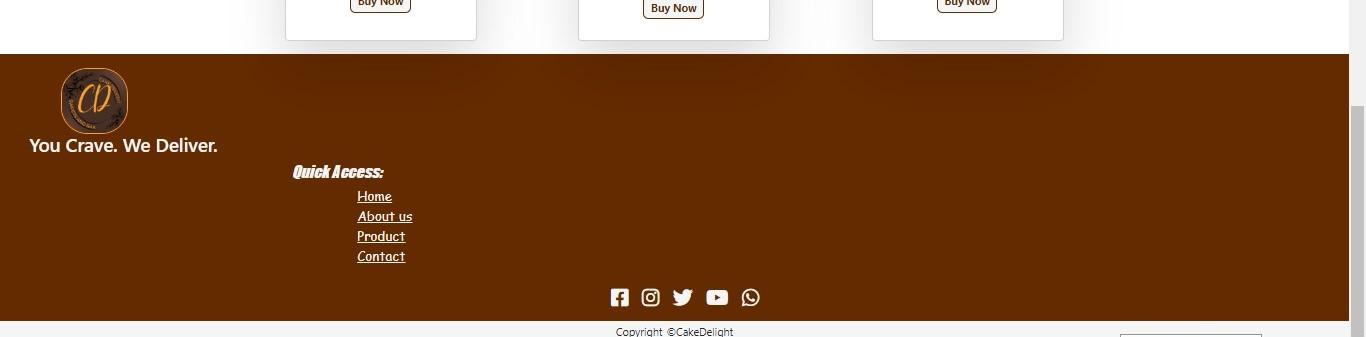 Buy Now
Buy Now
Buy Now
CD
You Crave. We Deliver.
Quick Access:
Home
About us
Product
Contact
Copyright ©CakeDelight